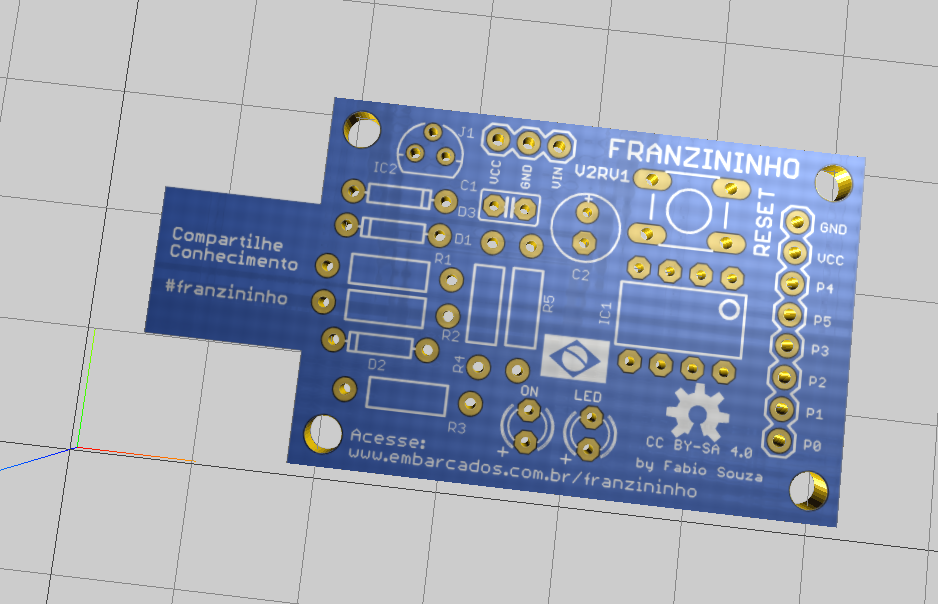 J1
IC2
VCC
GND
VIN
FRANZININHO
V2RV1
C1
D3
D1
+
C2
RESET
GND
VCC
P4
P5
P3
P2
P1
P0
Compartilhe
Conhecimento
#franzininho
R1
R2
R5
IC1
D2
R4
R3
ON
LED
+
+
CC BY-SA 4.0
by Fabio Souza
Acesse:
www.embarcados.com.br/franzininho